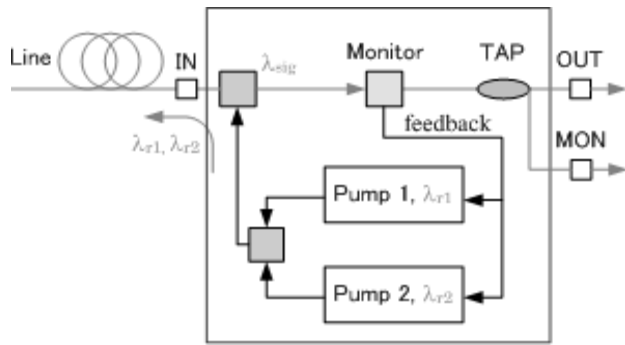 Line
IN
λsig
Monitor
TAP
OUT
feedback
MON
λr1, λr2
Pump 1, λr1
Pump 2, λr2